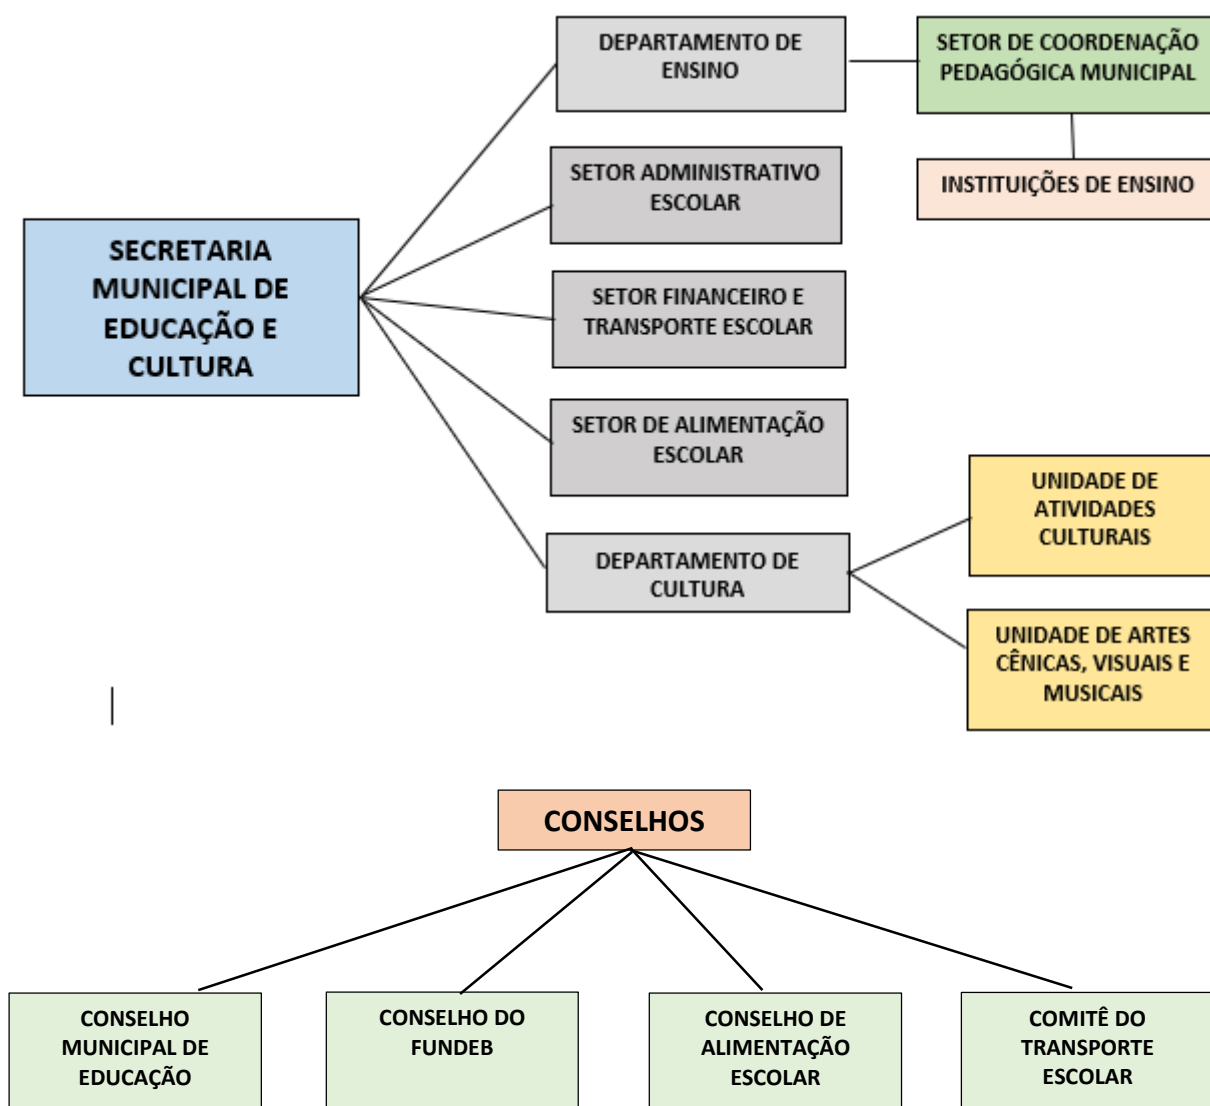 DEPARTAMENTO DE
ENSINO
SETOR DE COORDENAÇÃO
PEDAGÓGICA MUNICIPAL
INSTITUIÇÕES DE ENSINO
SETOR ADMINISTRATIVO
ESCOLAR
SECRETARIA
MUNICIPAL DE
EDUCAÇÃO E
CULTURA
SETOR FINANCEIRO E
TRANSPORTE ESCOLAR
SETOR DE ALIMENTAÇÃO
ESCOLAR
DEPARTAMENTO DE
CULTURA
UNIDADE DE
ATIVIDADES
CULTURAIS
UNIDADE DE ARTES
CÊNICAS, VISUAIS E
MUSICAIS
CONSELHOS
CONSELHO
MUNICIPAL DE
EDUCAÇÃO
CONSELHO DO
FUNDEB
CONSELHO DE
ALIMENTAÇÃO
ESCOLAR
COMITÊ DO
TRANSPORTE
ESCOLAR